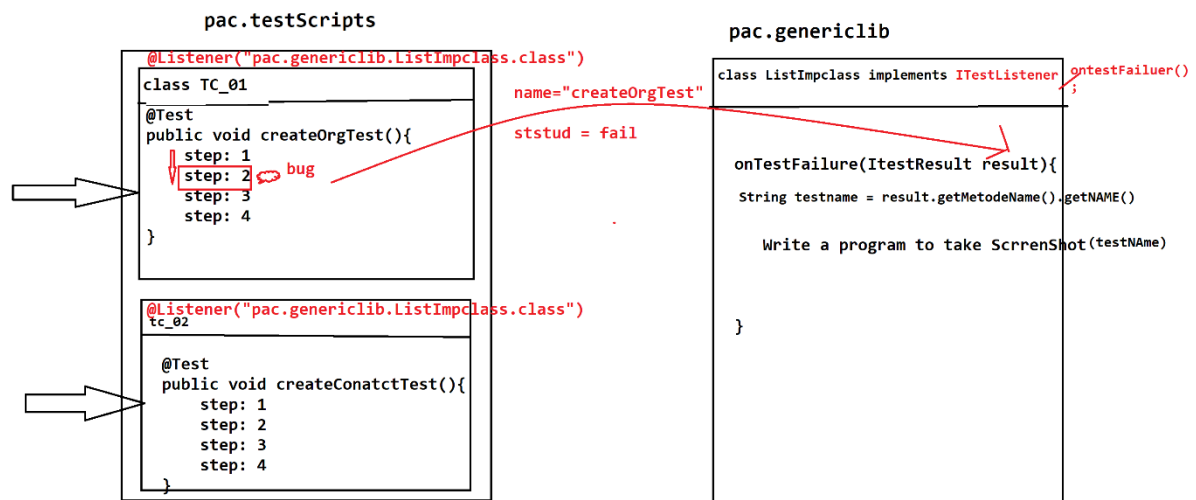 pac.testScripts
@Listener("pac.genericlib.ListImpclass.class")
class TC_01
@Test
public void createOrgTest(){
step: 1
step: 2
bug
step: 3
step: 4
}
@Listener("pac.genericlib.ListImpclass.class")
tc_02
@Test
public void createConatctTest(){
step: 1
step: 2
step: 3
step: 4
}
name="createOrgTest"
ststud = fail
pac.genericlib
class ListImpclass implements ITestListener
ontestFailuer()
;
onTestFailure(ItestResult result){
String testname = result.getMetodeName().getNAME()
Write a program to take ScrrenShot(testNAme)
}